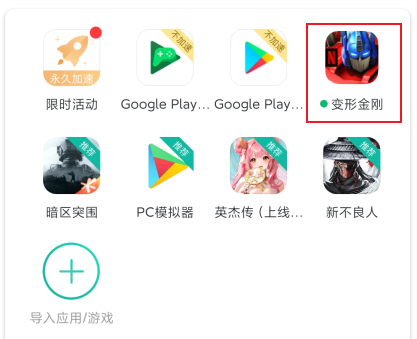 永久加速
不加速
不加速
N
限时活动
Google Play...
Google Play...
变形金刚
推荐
推荐
推荐
推荐
暗区突围
PC模拟器
英杰传（上线...
新不良人
导入应用/游戏